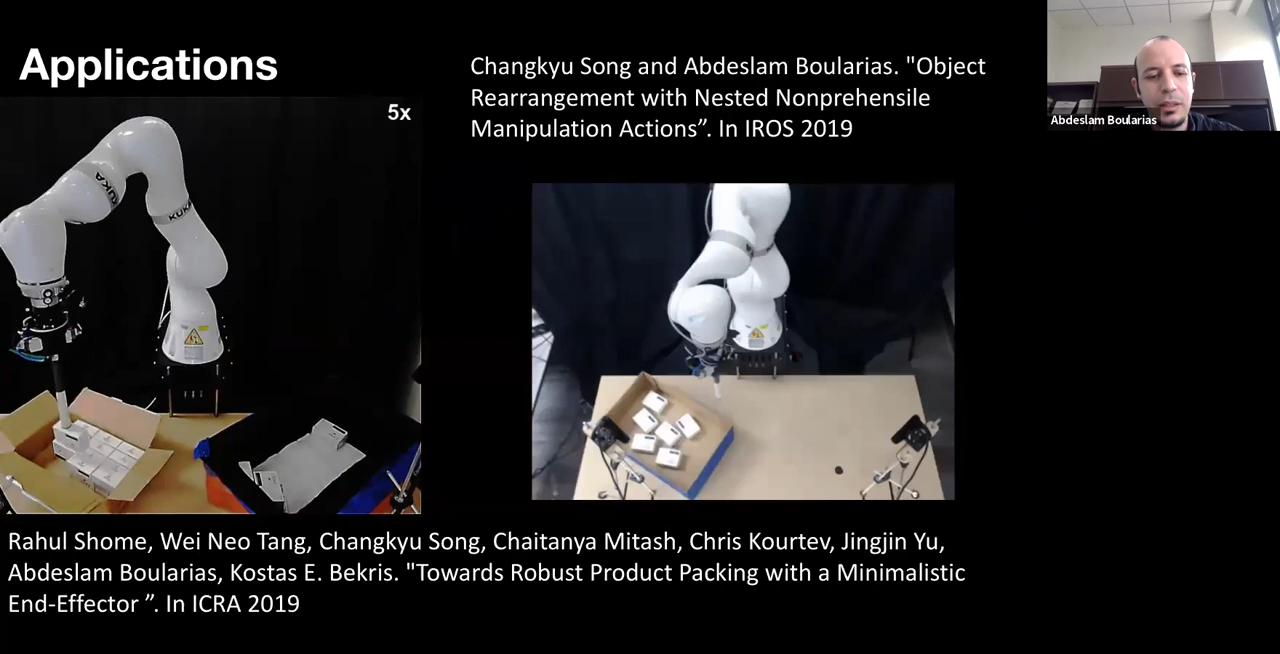 Applications
5x
KUKA
KUKA
Changkyu Song and Abdeslam Boularias. "Object
Rearrangement with Nested Nonprehensile
Manipulation Actions”. In IROS 2019
Abdeslam Boularias
Rahul Shome, Wei Neo Tang, Changkyu Song, Chaitanya Mitash, Chris Kourtev, Jingjin Yu,
Abdeslam Boularias, Kostas E. Bekris. "Towards Robust Product Packing with a Minimalistic
End-Effector ”. In ICRA 2019